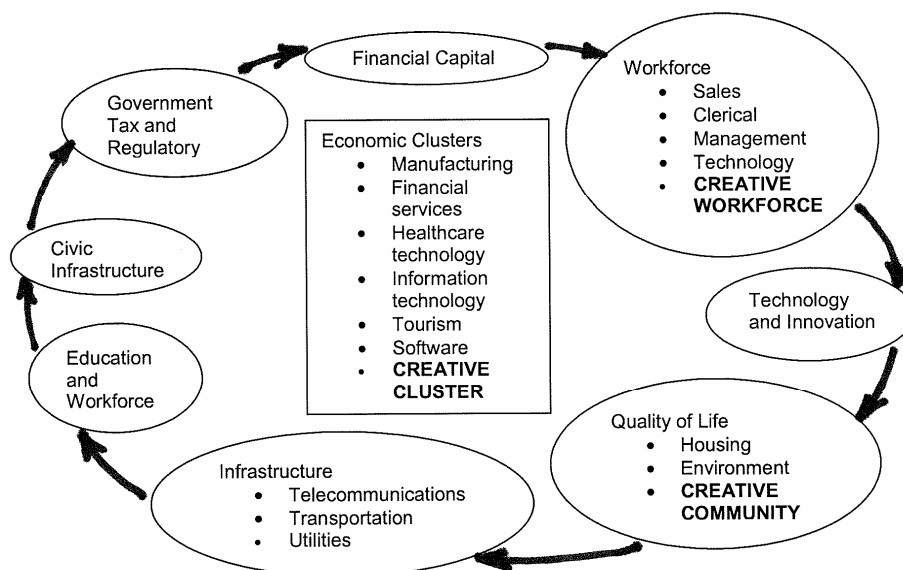 Financial Capital
Workforce
• Sales
• Clerical
• Management
• Technology
• CREATIVE
WORKFORCE
Government
Tax and
Regulatory
Economic Clusters
• Manufacturing
• Financial
services
• Healthcare
technology
• Information
technology
• Tourism
• Software
• CREATIVE
CLUSTER
Civic
Infrastructure
Technology
and Innovation
Education
and
Workforce
Quality of Life
• Housing
• Environment
• CREATIVE
COMMUNITY
Infrastructure
• Telecommunications
• Transportation
• Utilities